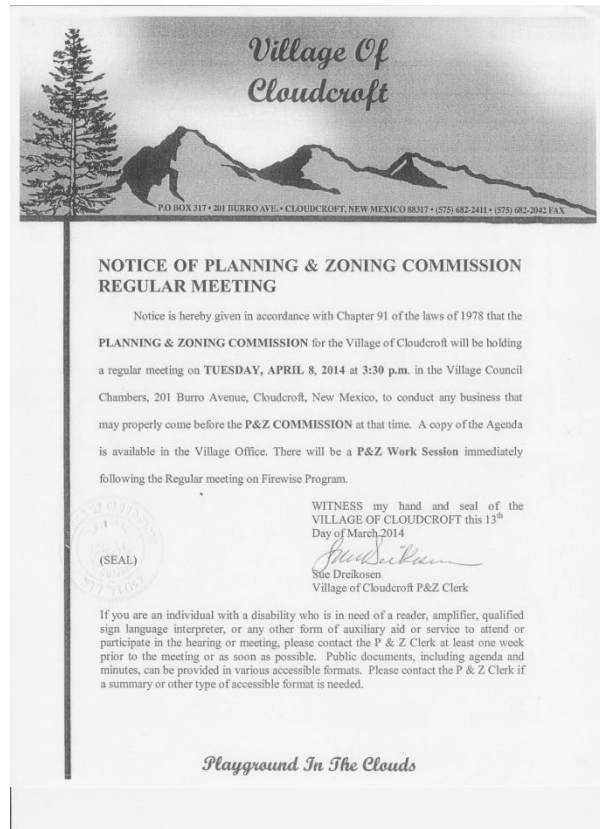 Village Of
Cloudcroft
P.O BOX 317 • 201 BURRO AVE. • CLOUDCROFT, NEW MEXICO 88317 • (575) 682-2411 • (575) 682-2042 FAX
NOTICE OF PLANNING & ZONING COMMISSION
REGULAR MEETING
Notice is hereby given in accordance with Chapter 91 of the laws of 1978 that the
PLANNING & ZONING COMMISSION for the Village of Cloudcroft will be holding
a regular meeting on TUESDAY, APRIL 8, 2014 at 3:30 p.m. in the Village Council
Chambers, 201 Burro Avenue, Cloudcroft, New Mexico, to conduct any business that
may properly come before the P&Z COMMISSION at that time. A copy of the Agenda
is available in the Village Office. There will be a P&Z Work Session immediately
following the Regular meeting on Firewise Program.
WITNESS my hand and seal of the
VILLAGE OF CLOUDCROFT this 13th
Day of March 2014
(SEAL)
Sue Dreikosen
Sue Dreikosen
Village of Cloudcroft P&Z Clerk
If you are an individual with a disability who is in need of a reader, amplifier, qualified
sign language interpreter, or any other form of auxiliary aid or service to attend or
participate in the hearing or meeting, please contact the P & Z Clerk at least one week
prior to the meeting or as soon as possible. Public documents, including agenda and
minutes, can be provided in various accessible formats. Please contact the P & Z Clerk if
a summary or other type of accessible format is needed.
Playground In The Clouds